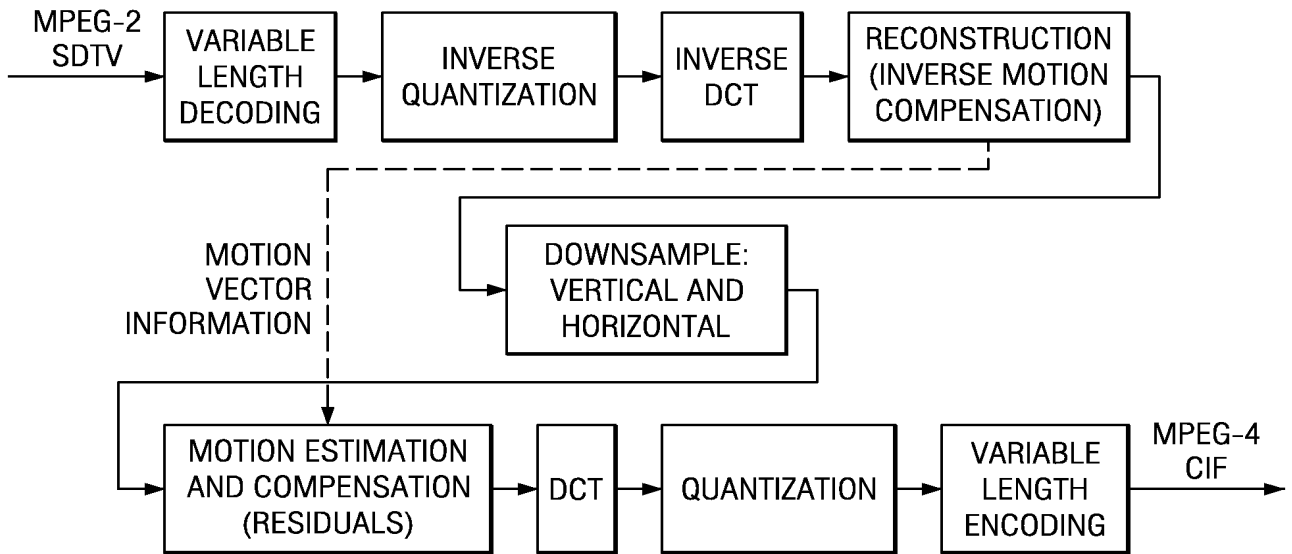 MPEG-2
SDTV
VARIABLE
LENGTH
DECODING
INVERSE
QUANTIZATION
INVERSE
DCT
RECONSTRUCTION
(INVERSE MOTION
COMPENSATION)
MOTION
VECTOR
INFORMATION
DOWNSAMPLE:
VERTICAL AND
HORIZONTAL
MOTION ESTIMATION
AND COMPENSATION
(RESIDUALS)
DCT
QUANTIZATION
VARIABLE
LENGTH
ENCODING
MPEG-4
CIF